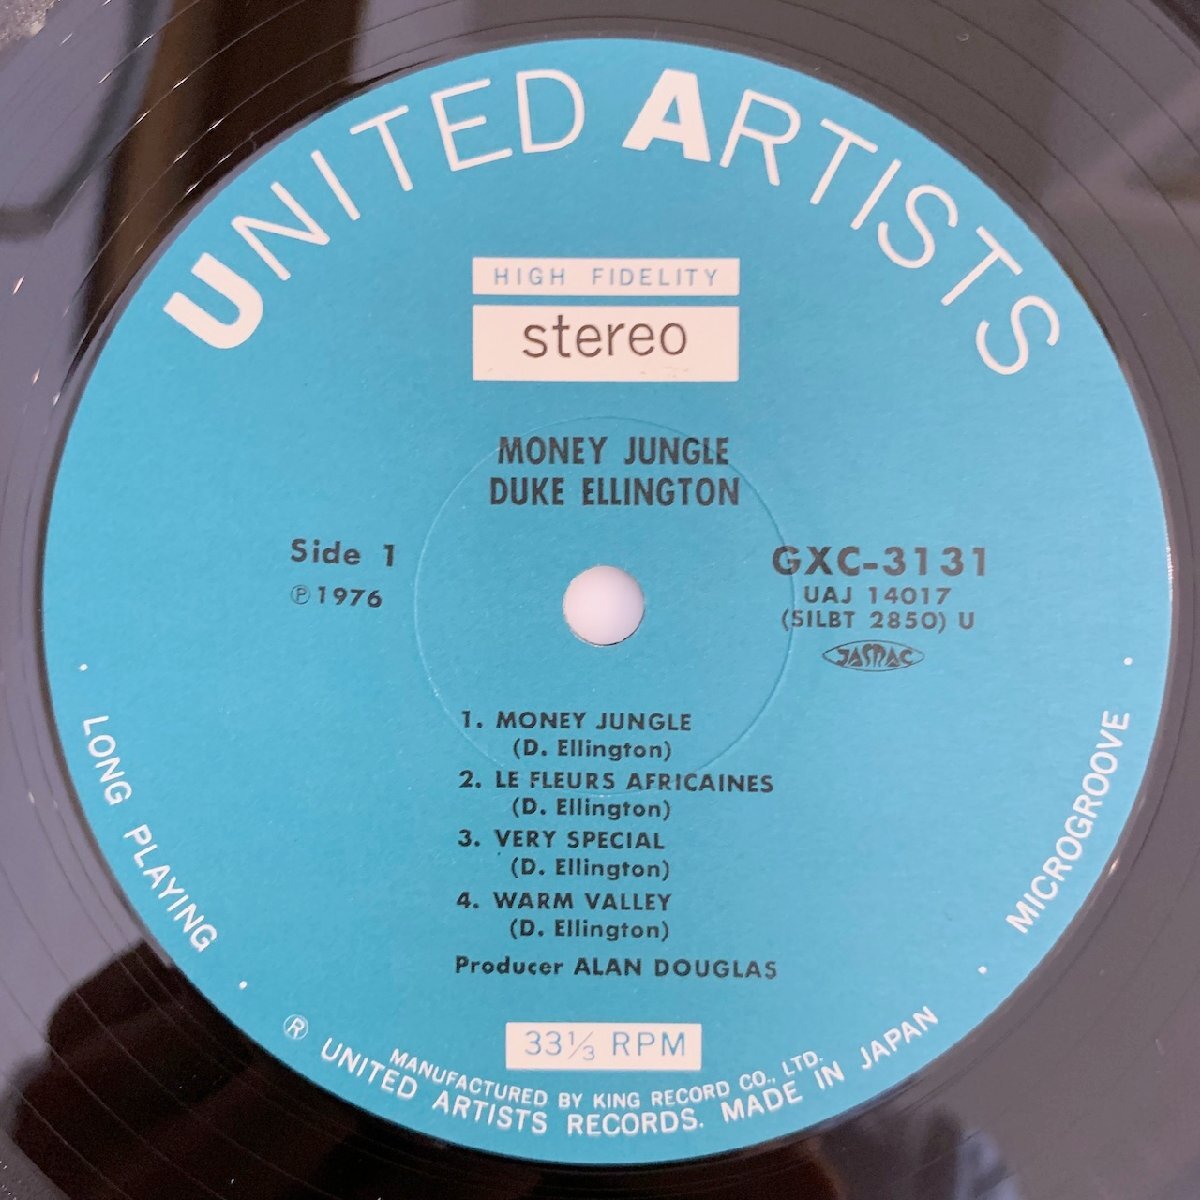 UNITED ARTISTS
HIGH FIDELITY
stereo
MONEY JUNGLE
DUKE ELLINGTON
Side 1
℗1976
GXC-3131
UAJ 14017
(SILBT 2850) U
JASRAC
1. MONEY JUNGLE
(D. Ellington)
2. LE FLEURS AFRICAINES
(D. Ellington)
3. VERY SPECIAL
(D. Ellington)
4. WARM VALLEY
(D. Ellington)
Producer ALAN DOUGLAS
33⅓ RPM
LONG PLAYING
MICROGROOVE
MANUFACTURED BY KING RECORD CO., LTD.
® UNITED ARTISTS RECORDS. MADE IN JAPAN